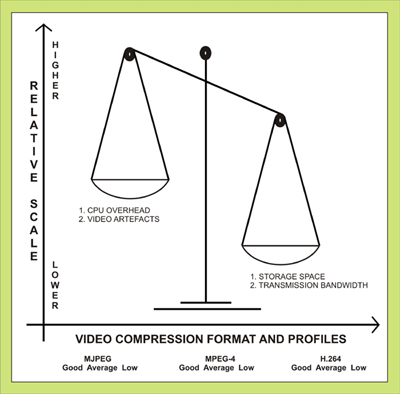 HIGHER
RELATIVE SCALE
LOWER
1. CPU OVERHEAD
2. VIDEO ARTEFACTS
1. STORAGE SPACE
2. TRANSMISSION BANDWIDTH
VIDEO COMPRESSION FORMAT AND PROFILES
MJPEG MPEG-4 H.264
Good Average Low Good Average Low Good Average Low